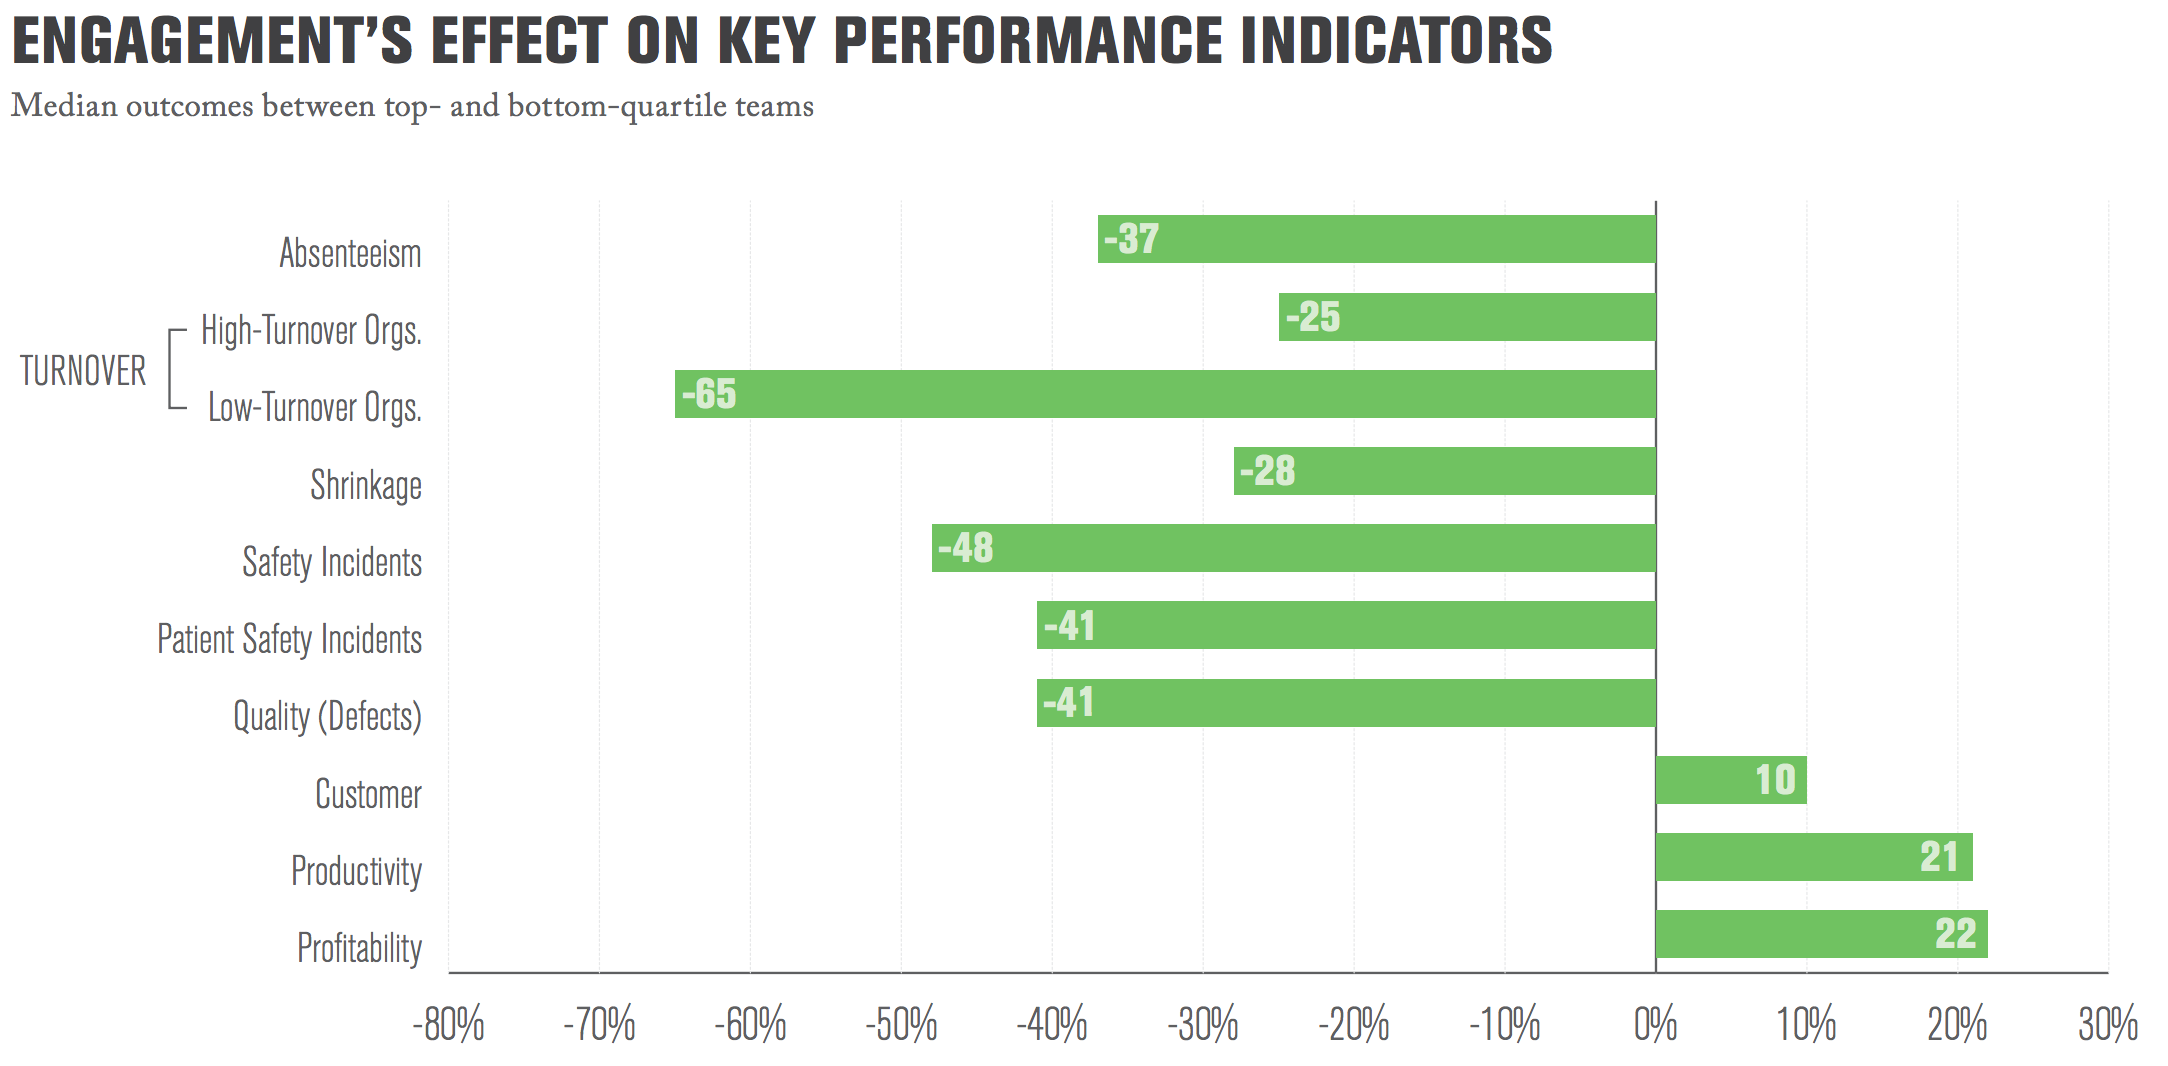 ENGAGEMENT’S EFFECT ON KEY PERFORMANCE INDICATORS
Median outcomes between top- and bottom-quartile teams
Absenteeism -37
TURNOVER
High-Turnover Orgs. -25
Low-Turnover Orgs. -65
Shrinkage -28
Safety Incidents -48
Patient Safety Incidents -41
Quality (Defects) -41
Customer 10
Productivity 21
Profitability 22
-80% -70% -60% -50% -40% -30% -20% -10% 0% 10% 20% 30%